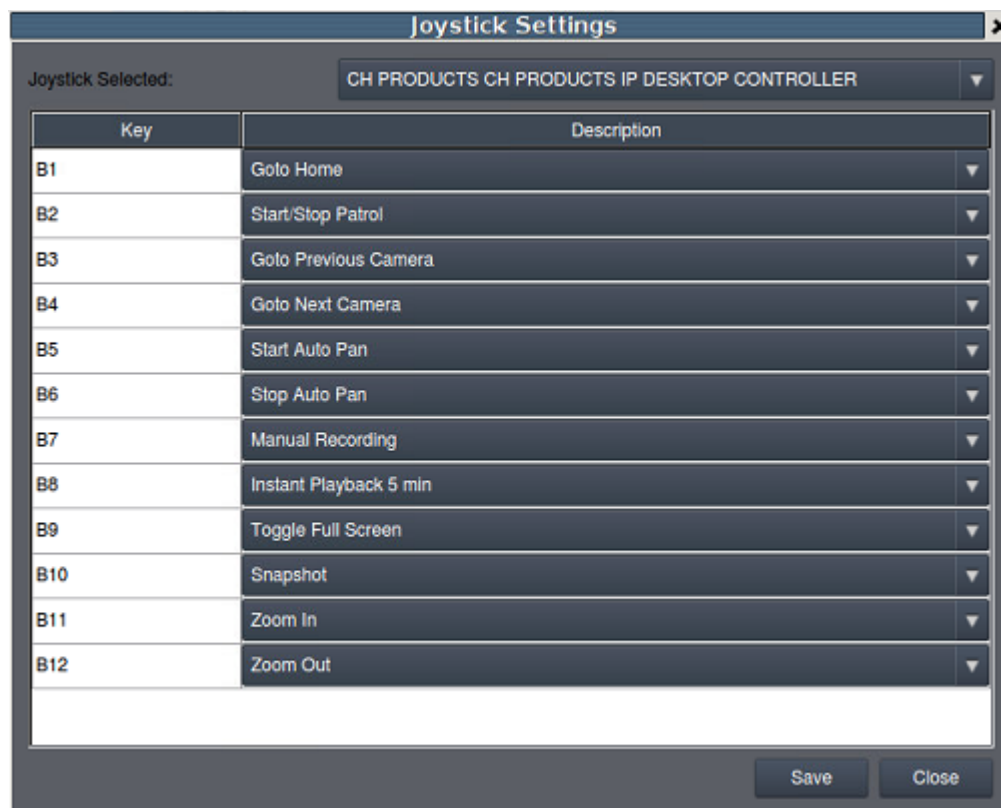 Joystick Settings
Joystick Selected: CH PRODUCTS CH PRODUCTS IP DESKTOP CONTROLLER
Key Description
B1 Goto Home
B2 Start/Stop Patrol
B3 Goto Previous Camera
B4 Goto Next Camera
B5 Start Auto Pan
B6 Stop Auto Pan
B7 Manual Recording
B8 Instant Playback 5 min
B9 Toggle Full Screen
B10 Snapshot
B11 Zoom In
B12 Zoom Out
Save Close